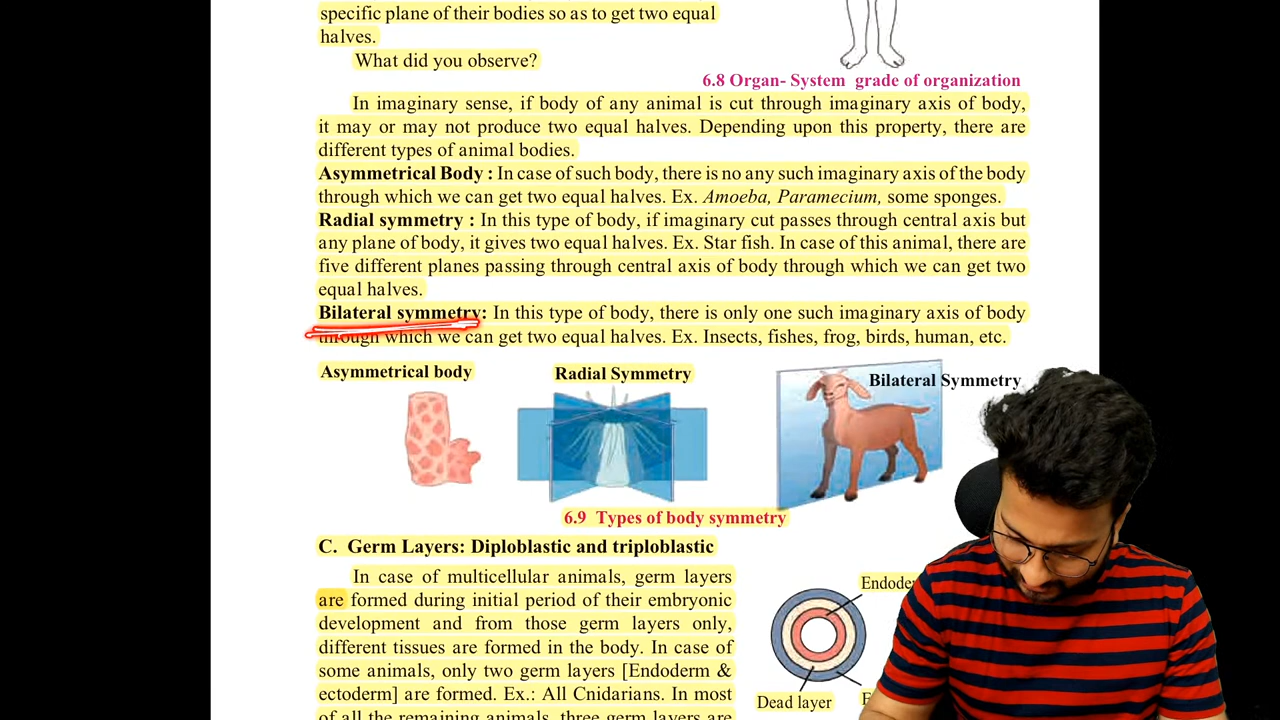 specific plane of their bodies so as to get two equal
halves.
What did you observe?
6.8 Organ- System grade of organization
In imaginary sense, if body of any animal is cut through imaginary axis of body,
it may or may not produce two equal halves. Depending upon this property, there are
different types of animal bodies.
Asymmetrical Body : In case of such body, there is no any such imaginary axis of the body
through which we can get two equal halves. Ex. Amoeba, Paramecium, some sponges.
Radial symmetry : In this type of body, if imaginary cut passes through central axis but
any plane of body, it gives two equal halves. Ex. Star fish. In case of this animal, there are
five different planes passing through central axis of body through which we can get two
equal halves.
Bilateral symmetry: In this type of body, there is only one such imaginary axis of body
through which we can get two equal halves. Ex. Insects, fishes, frog, birds, human, etc.
Asymmetrical body
Radial Symmetry
Bilateral Symmetry
6.9 Types of body symmetry
C. Germ Layers: Diploblastic and triploblastic
In case of multicellular animals, germ layers
are formed during initial period of their embryonic
development and from those germ layers only,
different tissues are formed in the body. In case of
some animals, only two germ layers [Endoderm &
ectoderm] are formed. Ex.: All Cnidarians. In most
of all the remaining animals, three germ layers are
Dead layer